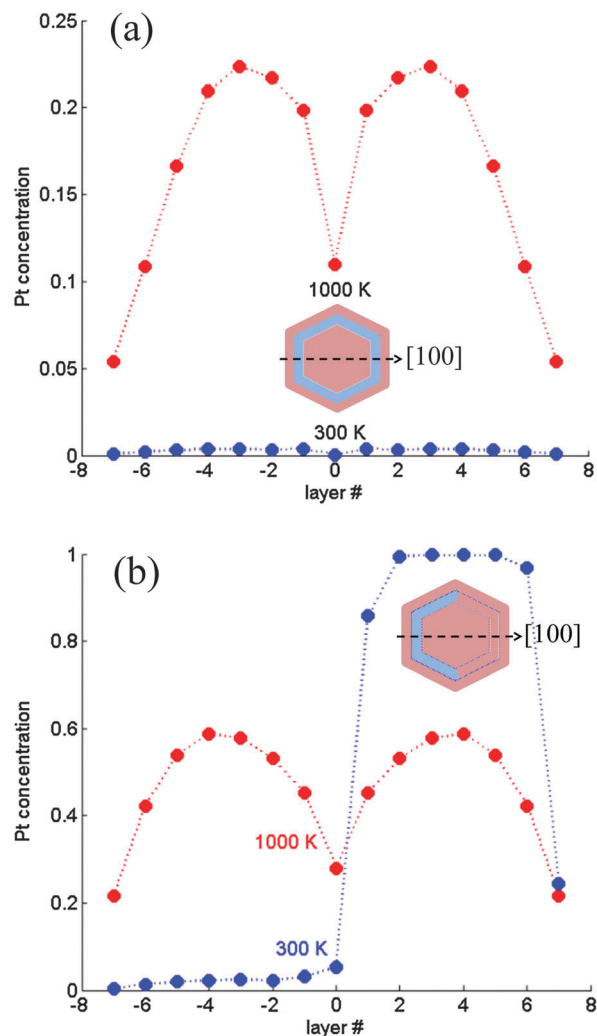 (a)
0.25
0.2
0.15
0.1
0.05
0
Pt concentration
1000 K
[100]
300 K
-8 -6 -4 -2 0 2 4 6 8
layer #
(b)
1
0.8
0.6
0.4
0.2
0
Pt concentration
[100]
1000 K
300 K
-8 -6 -4 -2 0 2 4 6 8
layer #